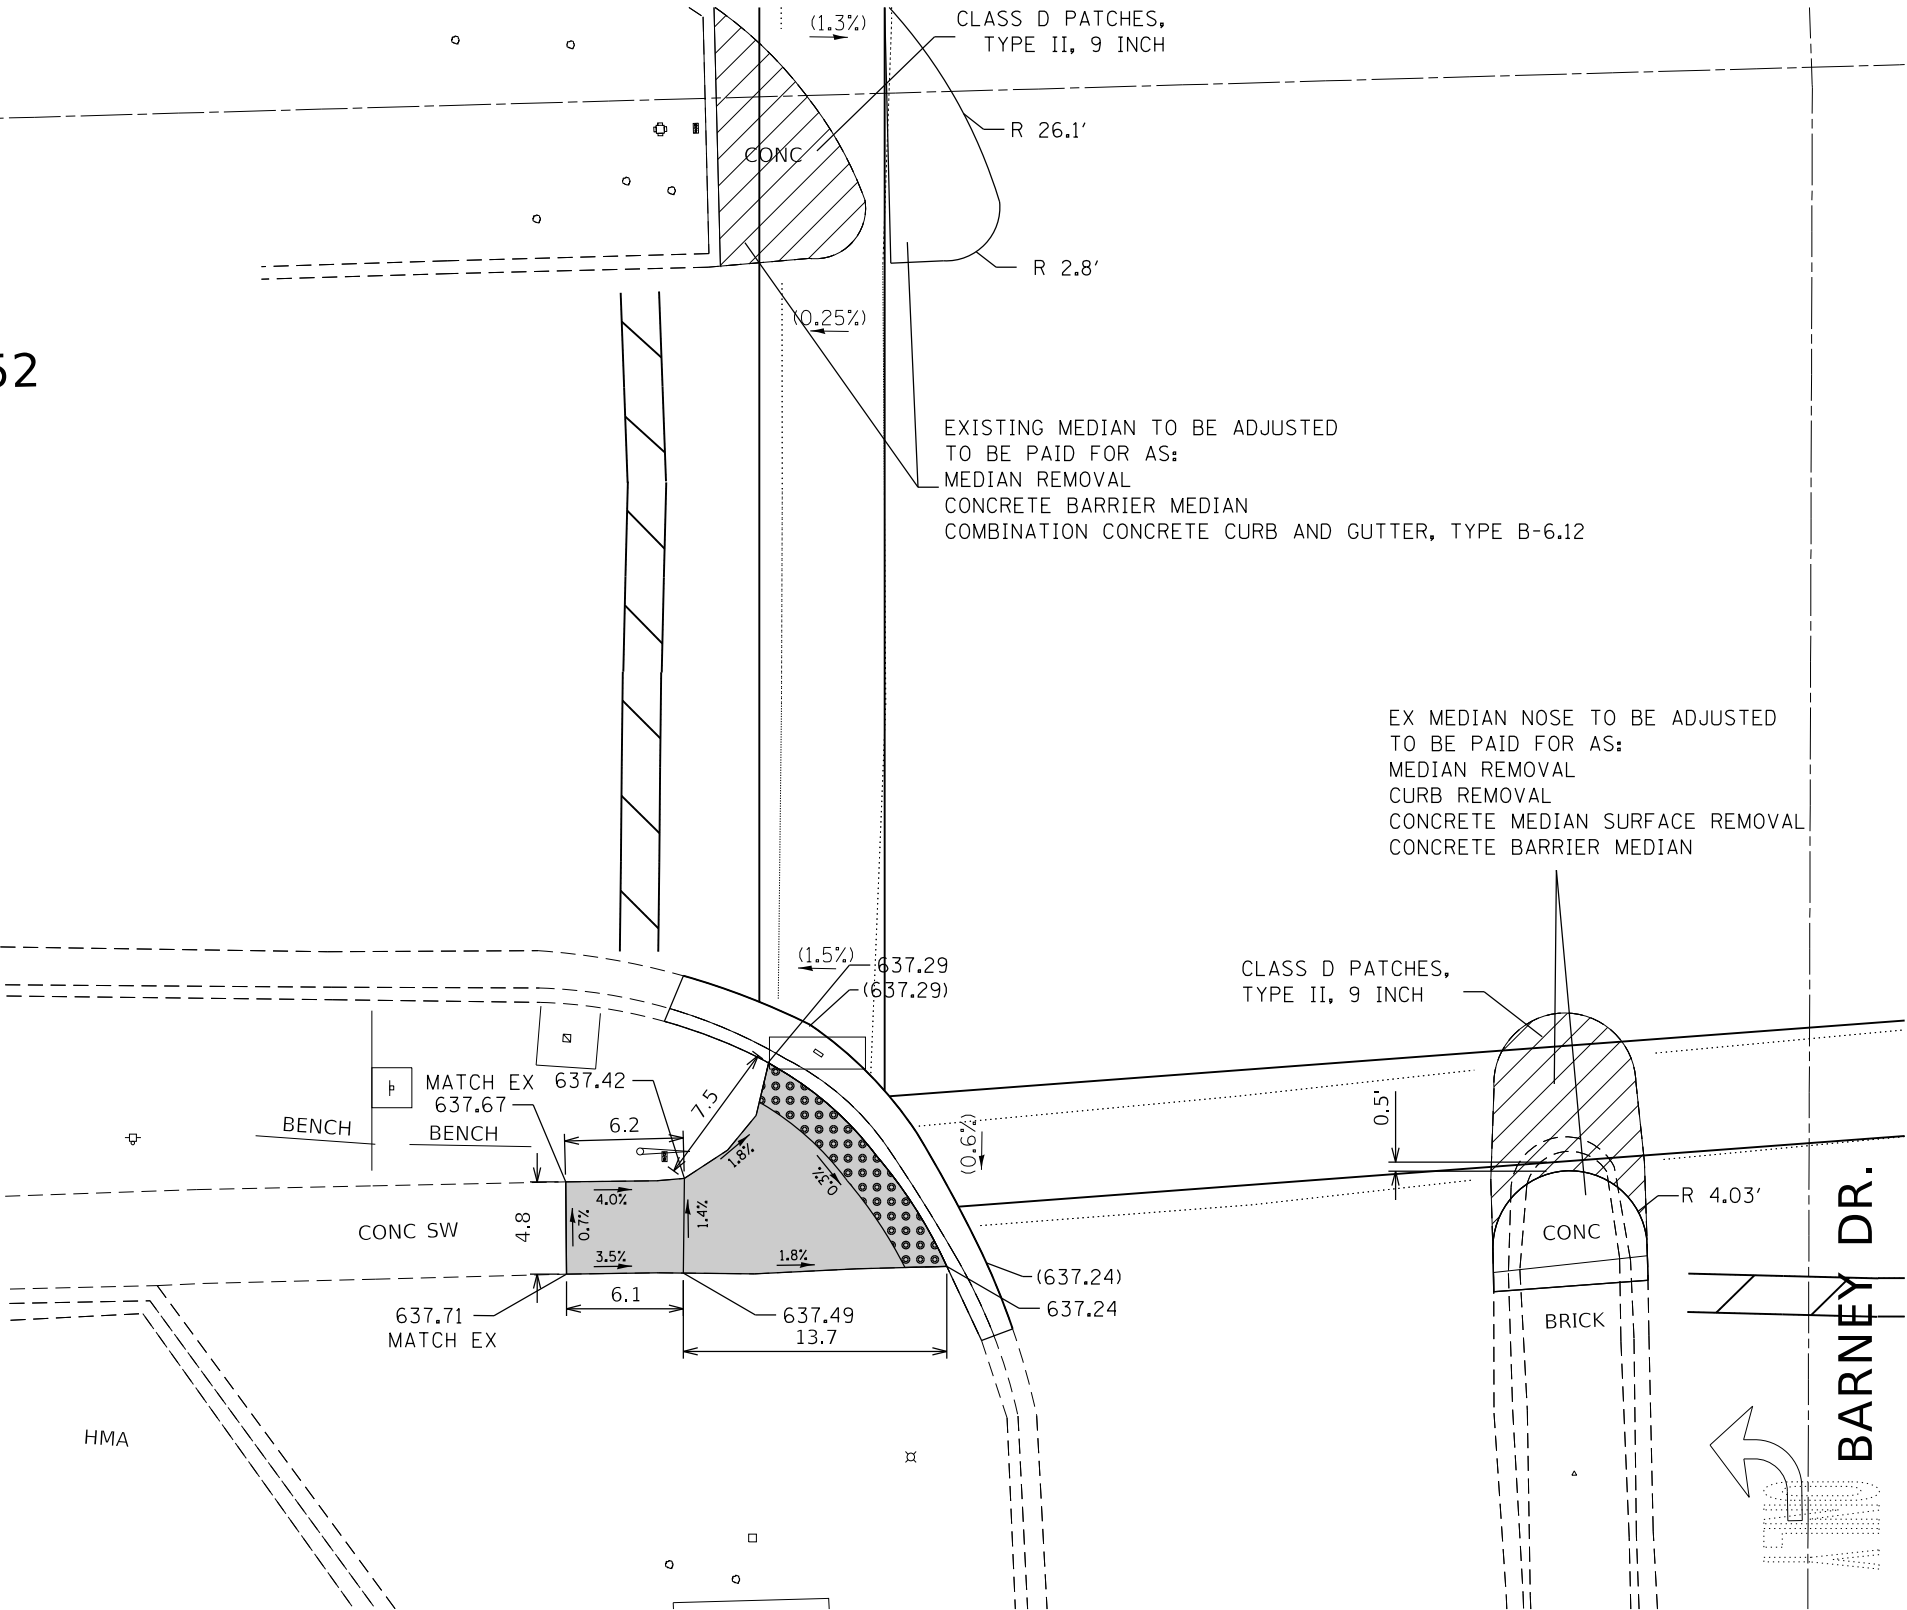 (1.3%)
CLASS D PATCHES,
TYPE II, 9 INCH
R 26.1'
CONC
R 2.8'
(0.25%)
52
EXISTING MEDIAN TO BE ADJUSTED
TO BE PAID FOR AS:
MEDIAN REMOVAL
CONCRETE BARRIER MEDIAN
COMBINATION CONCRETE CURB AND GUTTER, TYPE B-6.12
EX MEDIAN NOSE TO BE ADJUSTED
TO BE PAID FOR AS:
MEDIAN REMOVAL
CURB REMOVAL
CONCRETE MEDIAN SURFACE REMOVAL
CONCRETE BARRIER MEDIAN
(1.5%)
637.29
(637.29)
CLASS D PATCHES,
TYPE II, 9 INCH
MATCH EX
637.67
637.42
7.5
BENCH
BENCH
6.2
0.5'
(0.6%)
1.8%
0.3%
4.0%
0.7%
1.4%
4.8
CONC SW
3.5%
1.8%
R 4.03'
CONC
BRICK
BARNEY DR.
ONLY
6.1
637.71
MATCH EX
637.49
13.7
(637.24)
637.24
HMA